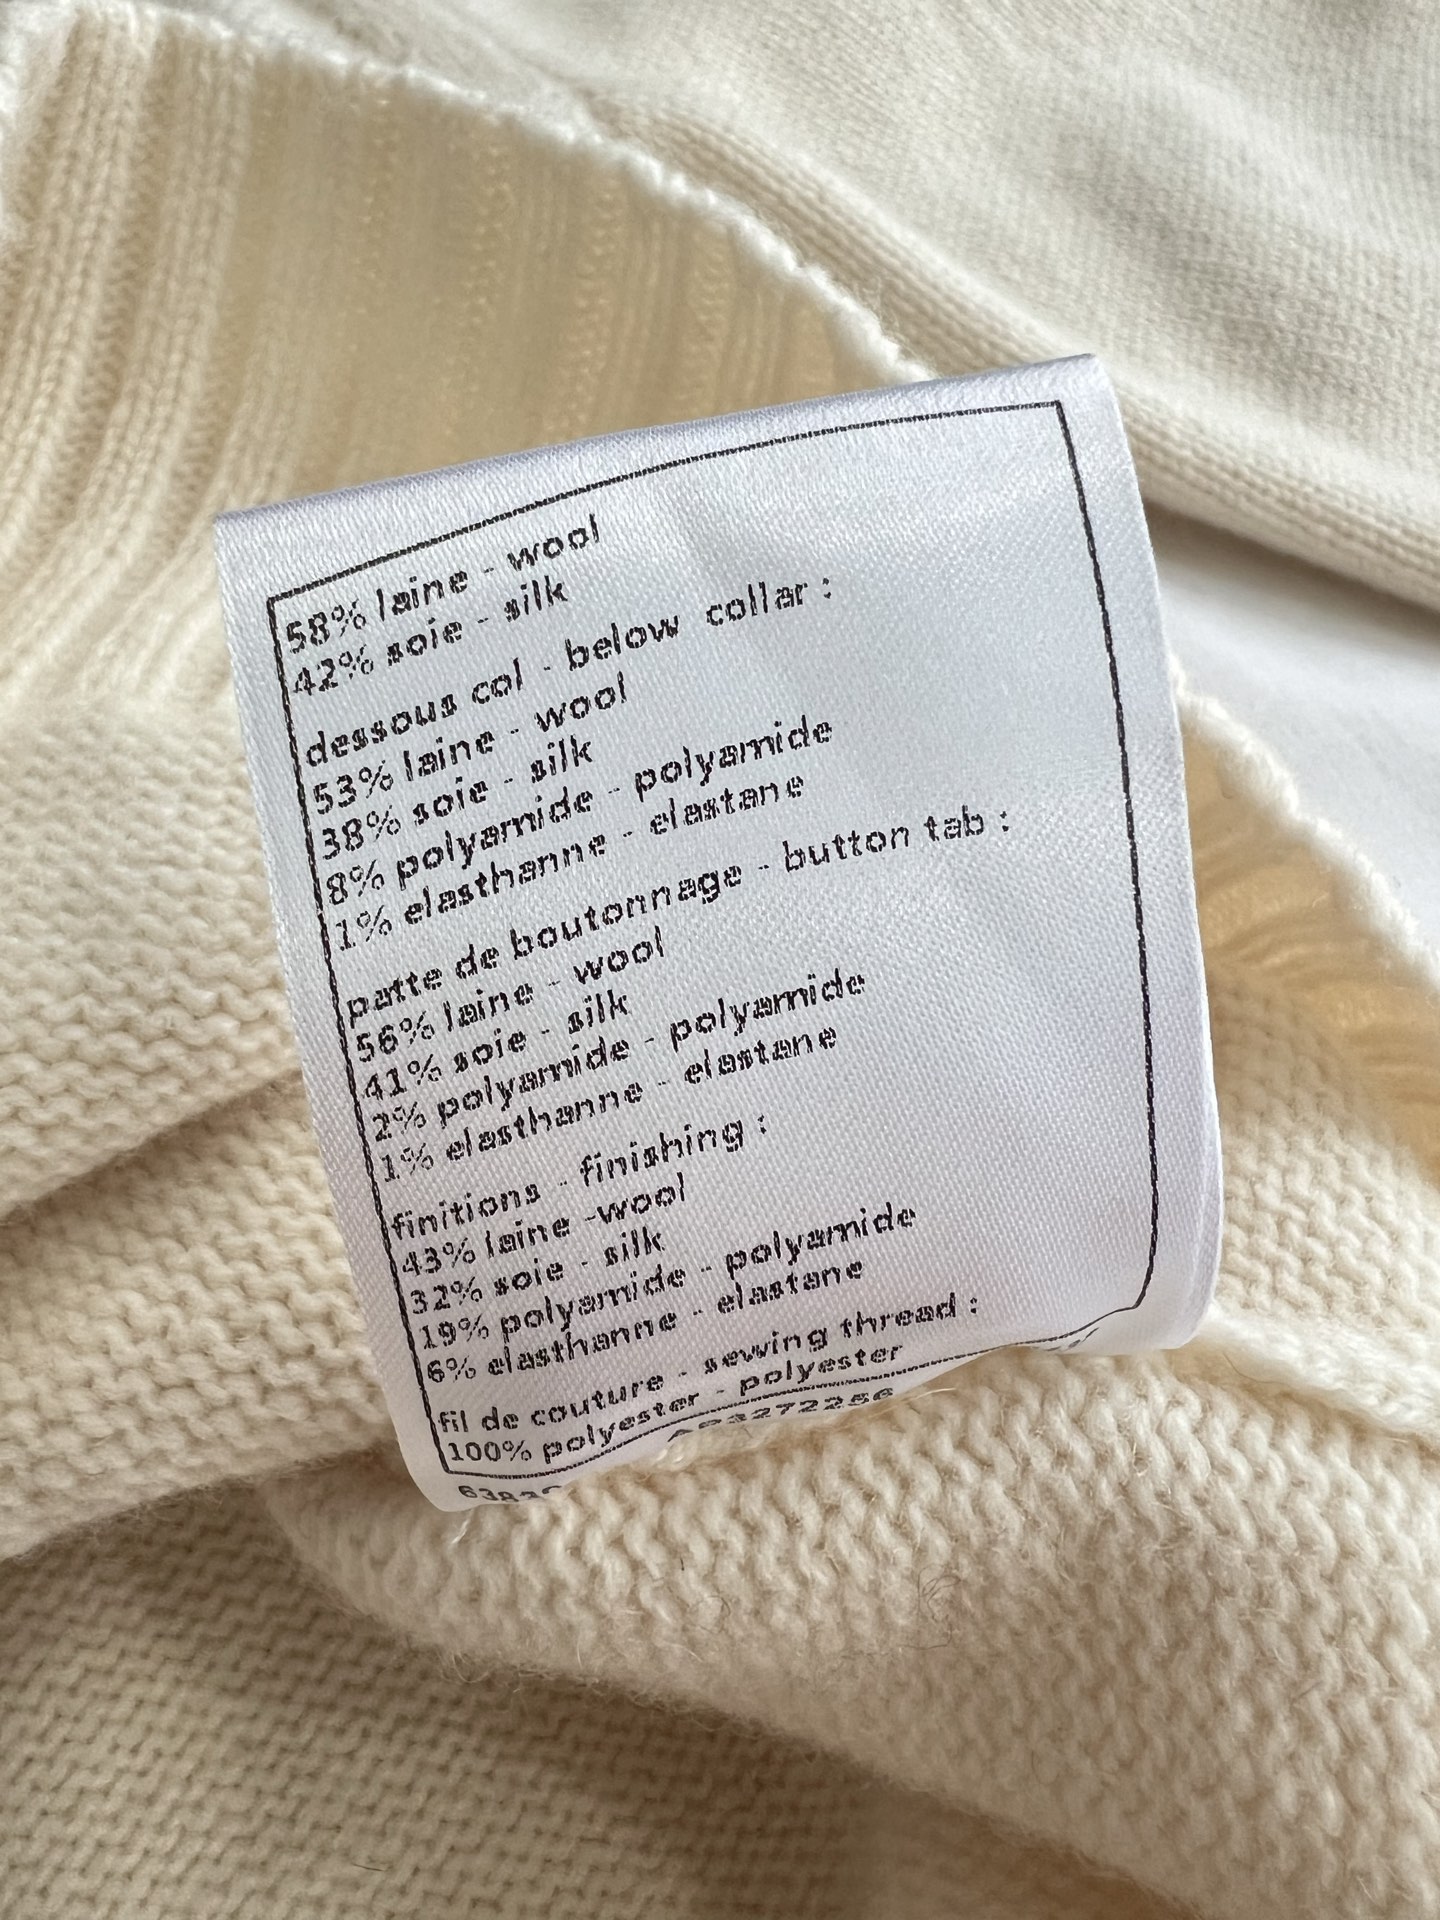 58% laine - wool
42% soie - silk
dessous col - below collar :
53% laine - wool
38% soie - silk
8% polyamide - polyamide
1% elasthanne - elastane
patte de boutonnage - button tab :
56% laine - wool
41% soie - silk
2% polyamide - polyamide
1% elasthanne - elastane
finitions - finishing :
43% laine -wool
32% soie - silk
19% polyamide - polyamide
6% elasthanne - elastane
fil de couture - sewing thread :
100% polyester - polyester